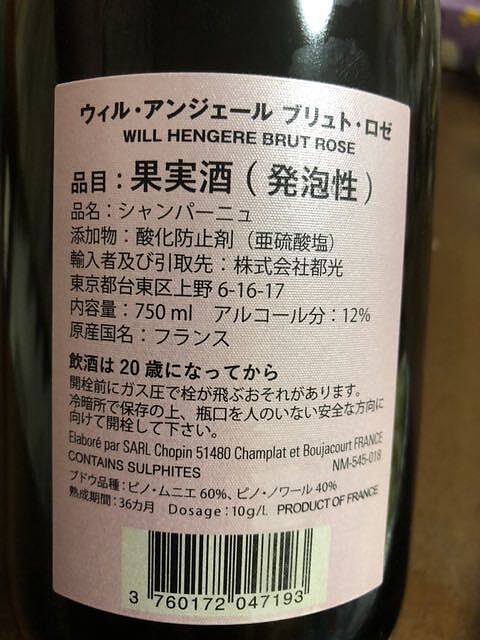 ウィル・アンジェール ブリュト・ロゼ
WILL HENGERE BRUT ROSE
品目：果実酒（発泡性）
品名：シャンパーニュ
添加物：酸化防止剤（亜硫酸塩）
輸入者及び引取先：株式会社都光
東京都台東区上野 6-16-17
内容量：750 ml アルコール分：12%
原産国名：フランス
飲酒は 20 歳になってから
開栓前にガス圧で栓が飛ぶおそれがあります。
冷暗所で保存の上、瓶口を人のいない安全な方向に
向けて開栓して下さい。
Elaboré par SARL Chopin 51480 Champlat et Boujacourt FRANCE
CONTAINS SULPHITES NM-545-018
ブドウ品種：ピノ・ムニエ 60%、ピノ・ノワール 40%
熟成期間：36カ月 Dosage：10g/L PRODUCT OF FRANCE
3 760172 047193